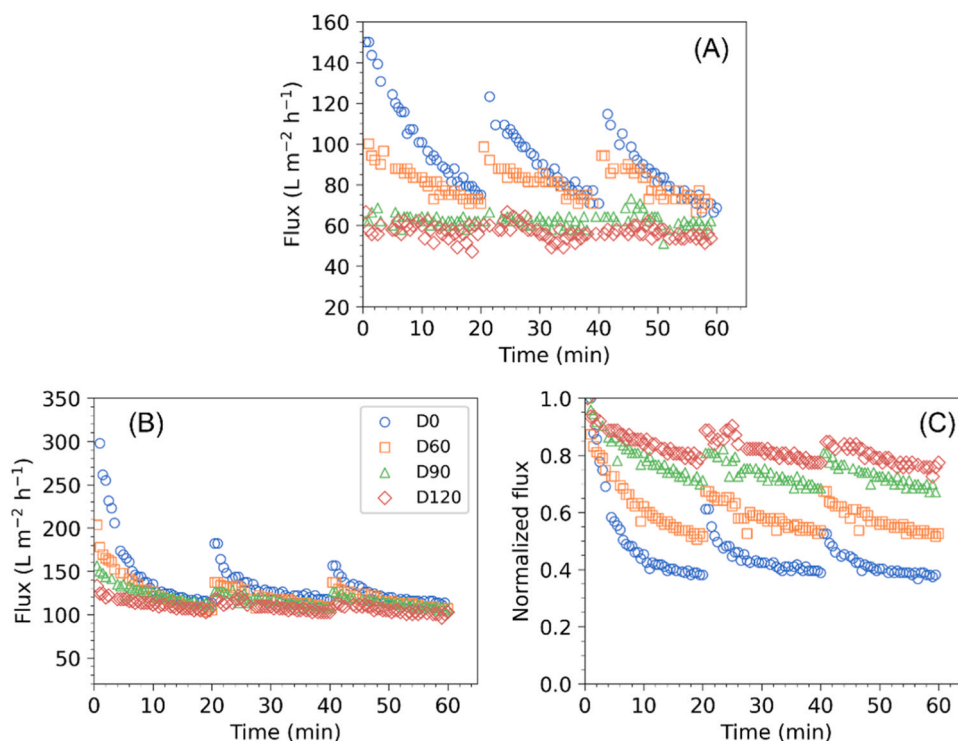 (A)
160
140
120
100
80
60
40
20
Flux (L m⁻² h⁻¹)
0 10 20 30 40 50 60
Time (min)
(B)
350
300
250
200
150
100
50
Flux (L m⁻² h⁻¹)
D0
D60
D90
D120
0 10 20 30 40 50 60
Time (min)
(C)
1.0
0.8
0.6
0.4
0.2
0.0
Normalized flux
0 10 20 30 40 50 60
Time (min)